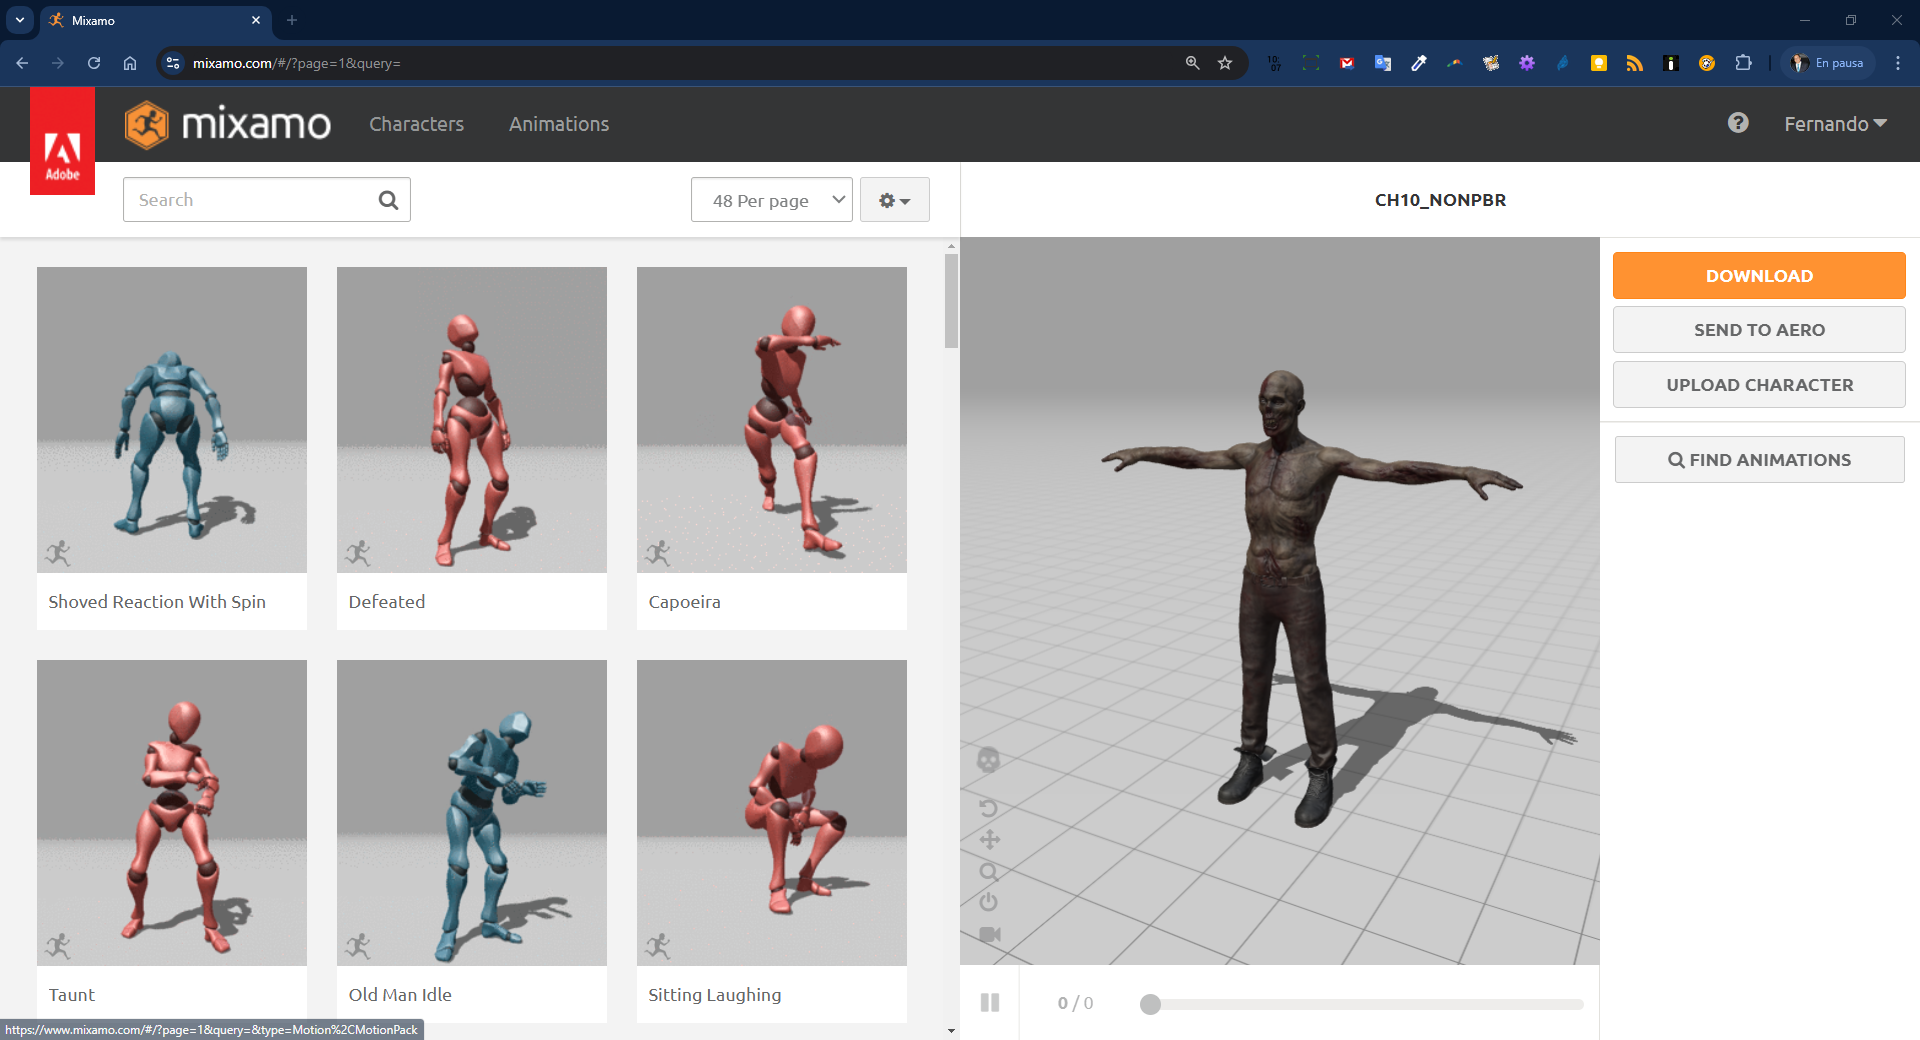 Mixamo
mixamo.com/#/?page=1&query=
10
07
En pausa
Adobe
mixamo
Characters
Animations
Fernando
Search
48 Per page
CH10_NONPBR
DOWNLOAD
SEND TO AERO
UPLOAD CHARACTER
FIND ANIMATIONS
Shoved Reaction With Spin
Defeated
Capoeira
Taunt
Old Man Idle
Sitting Laughing
0 / 0
https://www.mixamo.com/#/?page=1&query=&type=Motion%2CMotionPack